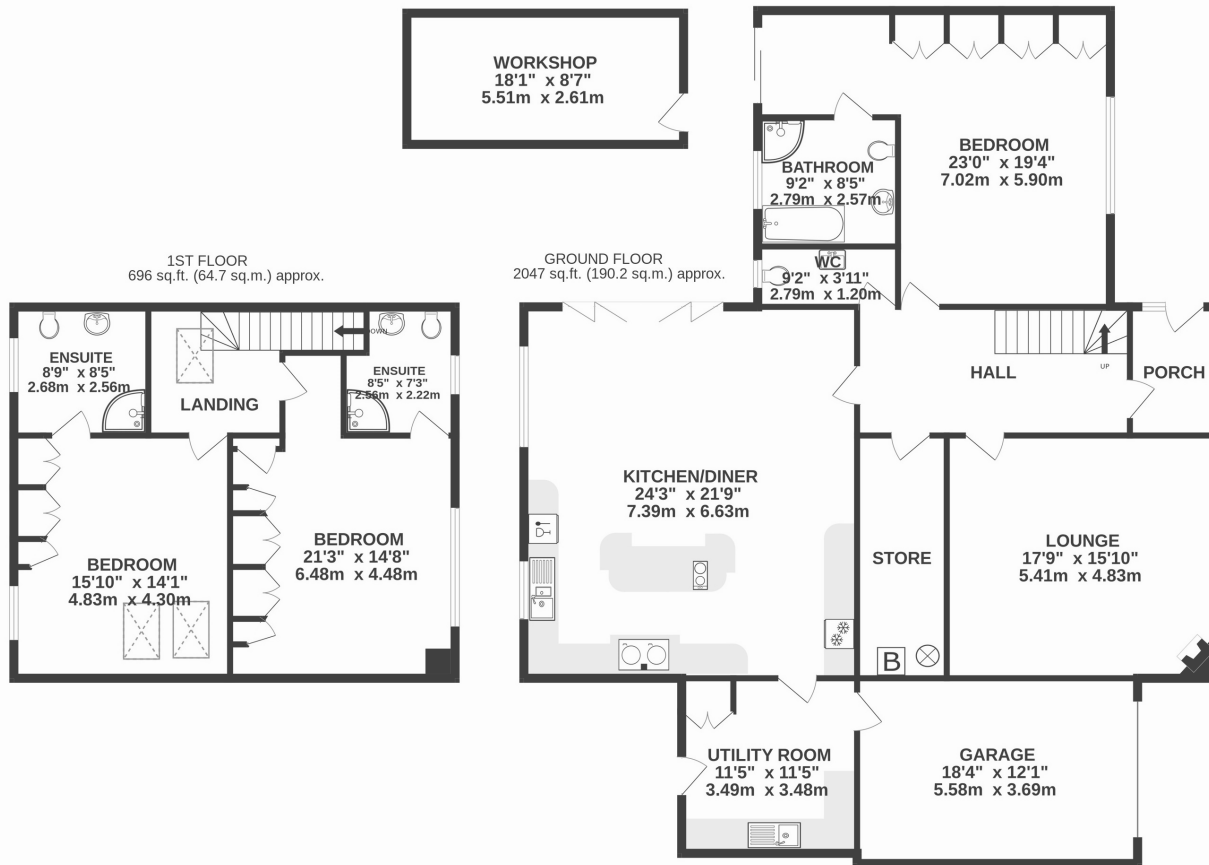 WORKSHOP
18'1" x 8'7"
5.51m x 2.61m
BEDROOM
23'0" x 19'4"
7.02m x 5.90m
BATHROOM
9'2" x 8'5"
2.79m x 2.57m
WC
9'2" x 3'11"
2.79m x 1.20m
1ST FLOOR
696 sq.ft. (64.7 sq.m.) approx.
GROUND FLOOR
2047 sq.ft. (190.2 sq.m.) approx.
ENSUITE
8'9" x 8'5"
2.68m x 2.56m
DOWN
ENSUITE
8'5" x 7'3"
2.56m x 2.22m
LANDING
BEDROOM
15'10" x 14'1"
4.83m x 4.30m
BEDROOM
21'3" x 14'8"
6.48m x 4.48m
KITCHEN/DINER
24'3" x 21'9"
7.39m x 6.63m
HALL
UP
PORCH
STORE
B
LOUNGE
17'9" x 15'10"
5.41m x 4.83m
UTILITY ROOM
11'5" x 11'5"
3.49m x 3.48m
GARAGE
18'4" x 12'1"
5.58m x 3.69m